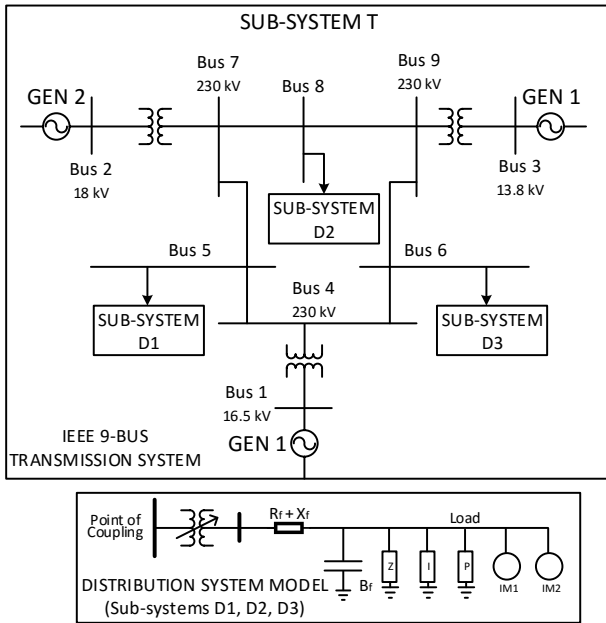 SUB-SYSTEM T
Bus 7
230 kV
Bus 8
Bus 9
230 kV
GEN 2
GEN 1
Bus 2
18 kV
Bus 3
13.8 kV
SUB-SYSTEM
D2
Bus 5
Bus 6
Bus 4
230 kV
SUB-SYSTEM
D1
SUB-SYSTEM
D3
Bus 1
16.5 kV
GEN 1
IEEE 9-BUS
TRANSMISSION SYSTEM
Point of
Coupling
Rf + Xf
Load
Bf
Z
I
P
IM1
IM2
DISTRIBUTION SYSTEM MODEL
(Sub-systems D1, D2, D3)